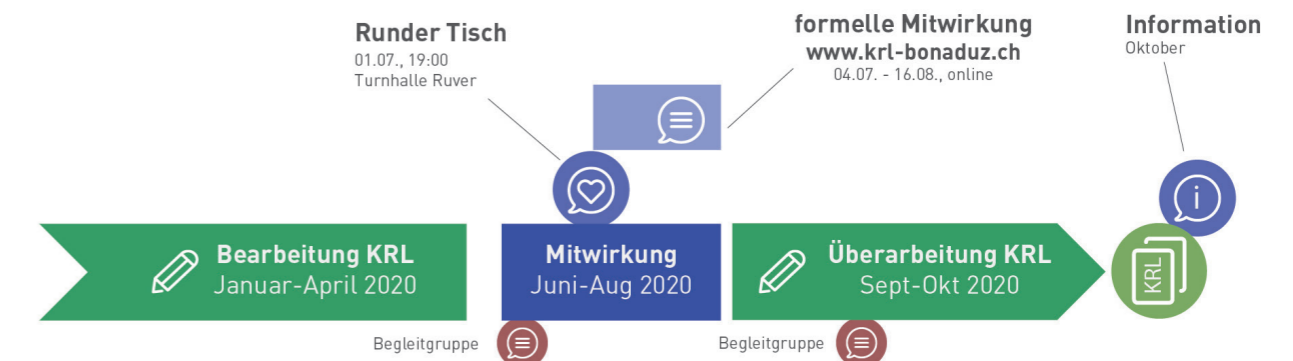 Runder Tisch
01.07., 19:00
Turnhalle Ruver
formelle Mitwirkung
www.krl-bonaduz.ch
04.07. - 16.08., online
Information
Oktober
i
Bearbeitung KRL
Januar-April 2020
Mitwirkung
Juni-Aug 2020
Überarbeitung KRL
Sept-Okt 2020
KRL
Begleitgruppe
Begleitgruppe